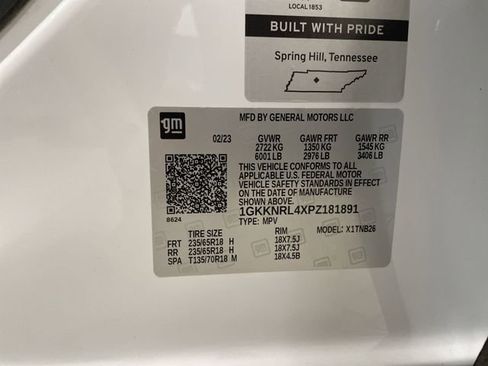 LOCAL 1853
BUILT WITH PRIDE
Spring Hill, Tennessee
gm
MFD BY GENERAL MOTORS LLC
02/23 GVWR GAWR FRT GAWR RR
2722 KG 1350 KG 1545 KG
6001 LB 2976 LB 3406 LB
THIS VEHICLE CONFORMS TO ALL
APPLICABLE U.S. FEDERAL MOTOR
VEHICLE SAFETY STANDARDS IN EFFECT
ON THE DATE OF MANUFACTURE
SHOWN ABOVE.
8624
1GKKNRL4XPZ181891
TYPE: MPV
TIRE SIZE RIM MODEL: X1TNB26
FRT 235/65R18 H 18X7.5J
RR 235/65R18 H 18X7.5J
SPA T135/70R18 M 18X4.5B